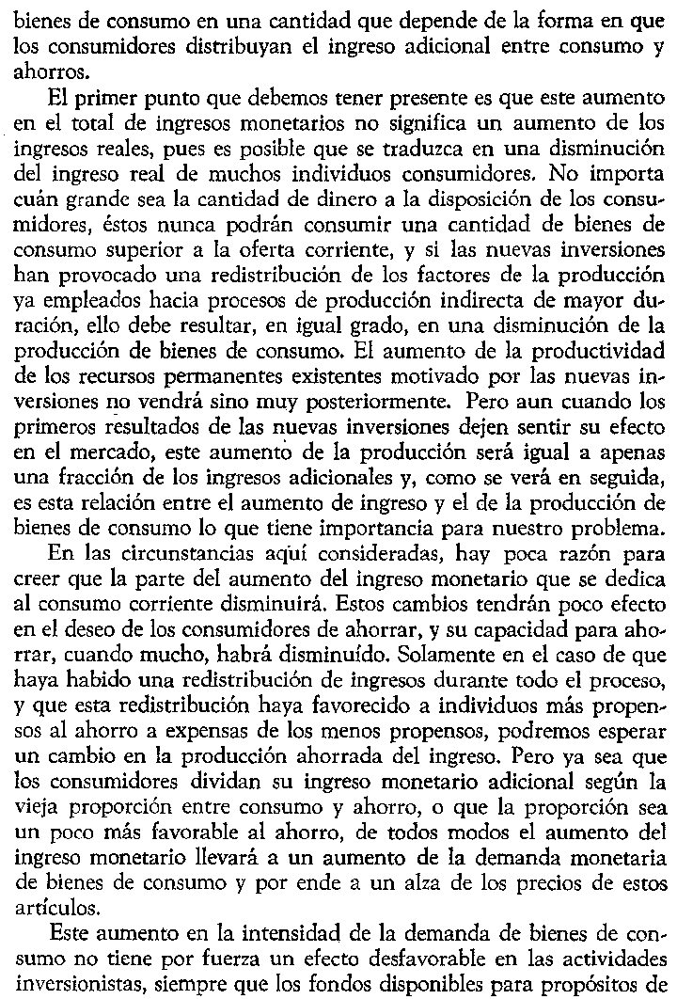 bienes de consumo en una cantidad que depende de la forma en que
los consumidores distribuyan el ingreso adicional entre consumo y
ahorros.
El primer punto que debemos tener presente es que este aumento
en el total de ingresos monetarios no significa un aumento de los
ingresos reales, pues es posible que se traduzca en una disminución
del ingreso real de muchos individuos consumidores. No importa
cuán grande sea la cantidad de dinero a la disposición de los consu-
midores, éstos nunca podrán consumir una cantidad de bienes de
consumo superior a la oferta corriente, y si las nuevas inversiones
han provocado una redistribución de los factores de la producción
ya empleados hacia procesos de producción indirecta de mayor du-
ración, ello debe resultar, en igual grado, en una disminución de la
producción de bienes de consumo. El aumento de la productividad
de los recursos permanentes existentes motivado por las nuevas in-
versiones no vendrá sino muy posteriormente. Pero aun cuando los
primeros resultados de las nuevas inversiones dejen sentir su efecto
en el mercado, este aumento de la producción será igual a apenas
una fracción de los ingresos adicionales y, como se verá en seguida,
es esta relación entre el aumento de ingreso y el de la producción de
bienes de consumo lo que tiene importancia para nuestro problema.
En las circunstancias aquí consideradas, hay poca razón para
creer que la parte del aumento del ingreso monetario que se dedica
al consumo corriente disminuirá. Estos cambios tendrán poco efecto
en el deseo de los consumidores de ahorrar, y su capacidad para aho-
rrar, cuando mucho, habrá disminuído. Solamente en el caso de que
haya habido una redistribución de ingresos durante todo el proceso,
y que esta redistribución haya favorecido a individuos más propen-
sos al ahorro a expensas de los menos propensos, podremos esperar
un cambio en la producción ahorrada del ingreso. Pero ya sea que
los consumidores dividan su ingreso monetario adicional según la
vieja proporción entre consumo y ahorro, o que la proporción sea
un poco más favorable al ahorro, de todos modos el aumento del
ingreso monetario llevará a un aumento de la demanda monetaria
de bienes de consumo y por ende a un alza de los precios de estos
artículos.
Este aumento en la intensidad de la demanda de bienes de con-
sumo no tiene por fuerza un efecto desfavorable en las actividades
inversionistas, siempre que los fondos disponibles para propósitos de